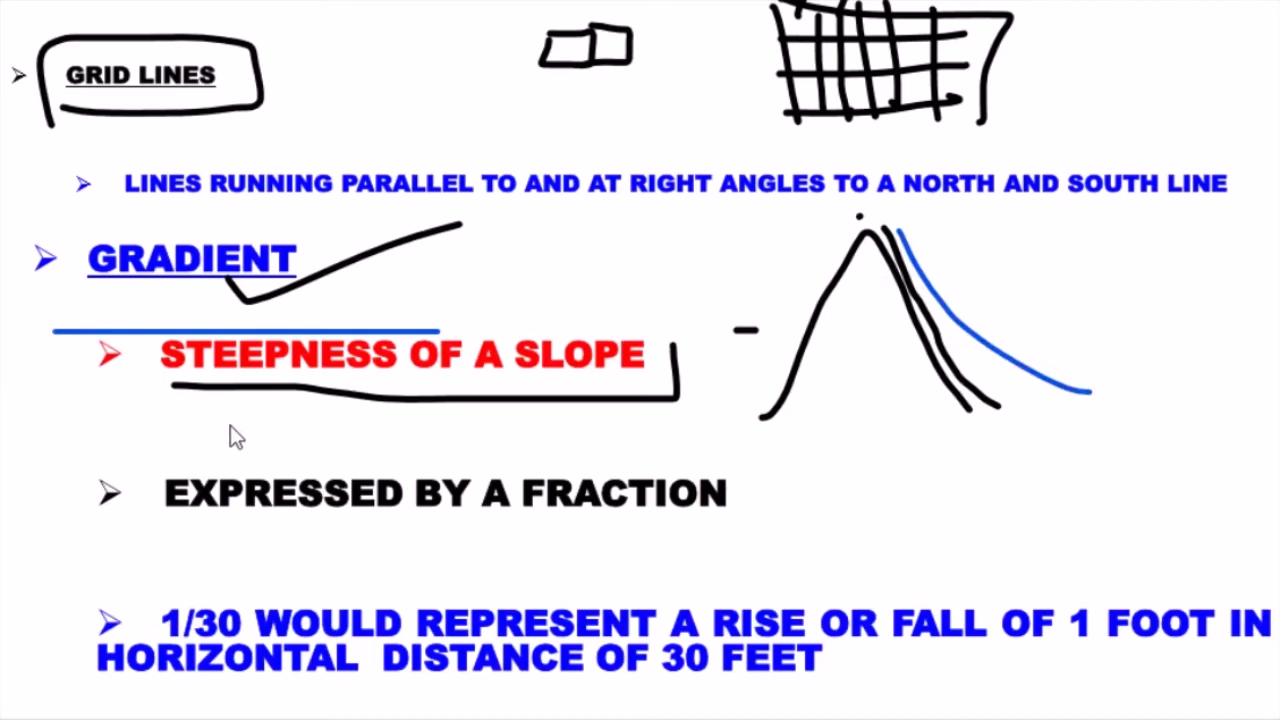 GRID LINES
LINES RUNNING PARALLEL TO AND AT RIGHT ANGLES TO A NORTH AND SOUTH LINE
GRADIENT
STEEPNESS OF A SLOPE
EXPRESSED BY A FRACTION
1/30 WOULD REPRESENT A RISE OR FALL OF 1 FOOT IN
HORIZONTAL DISTANCE OF 30 FEET